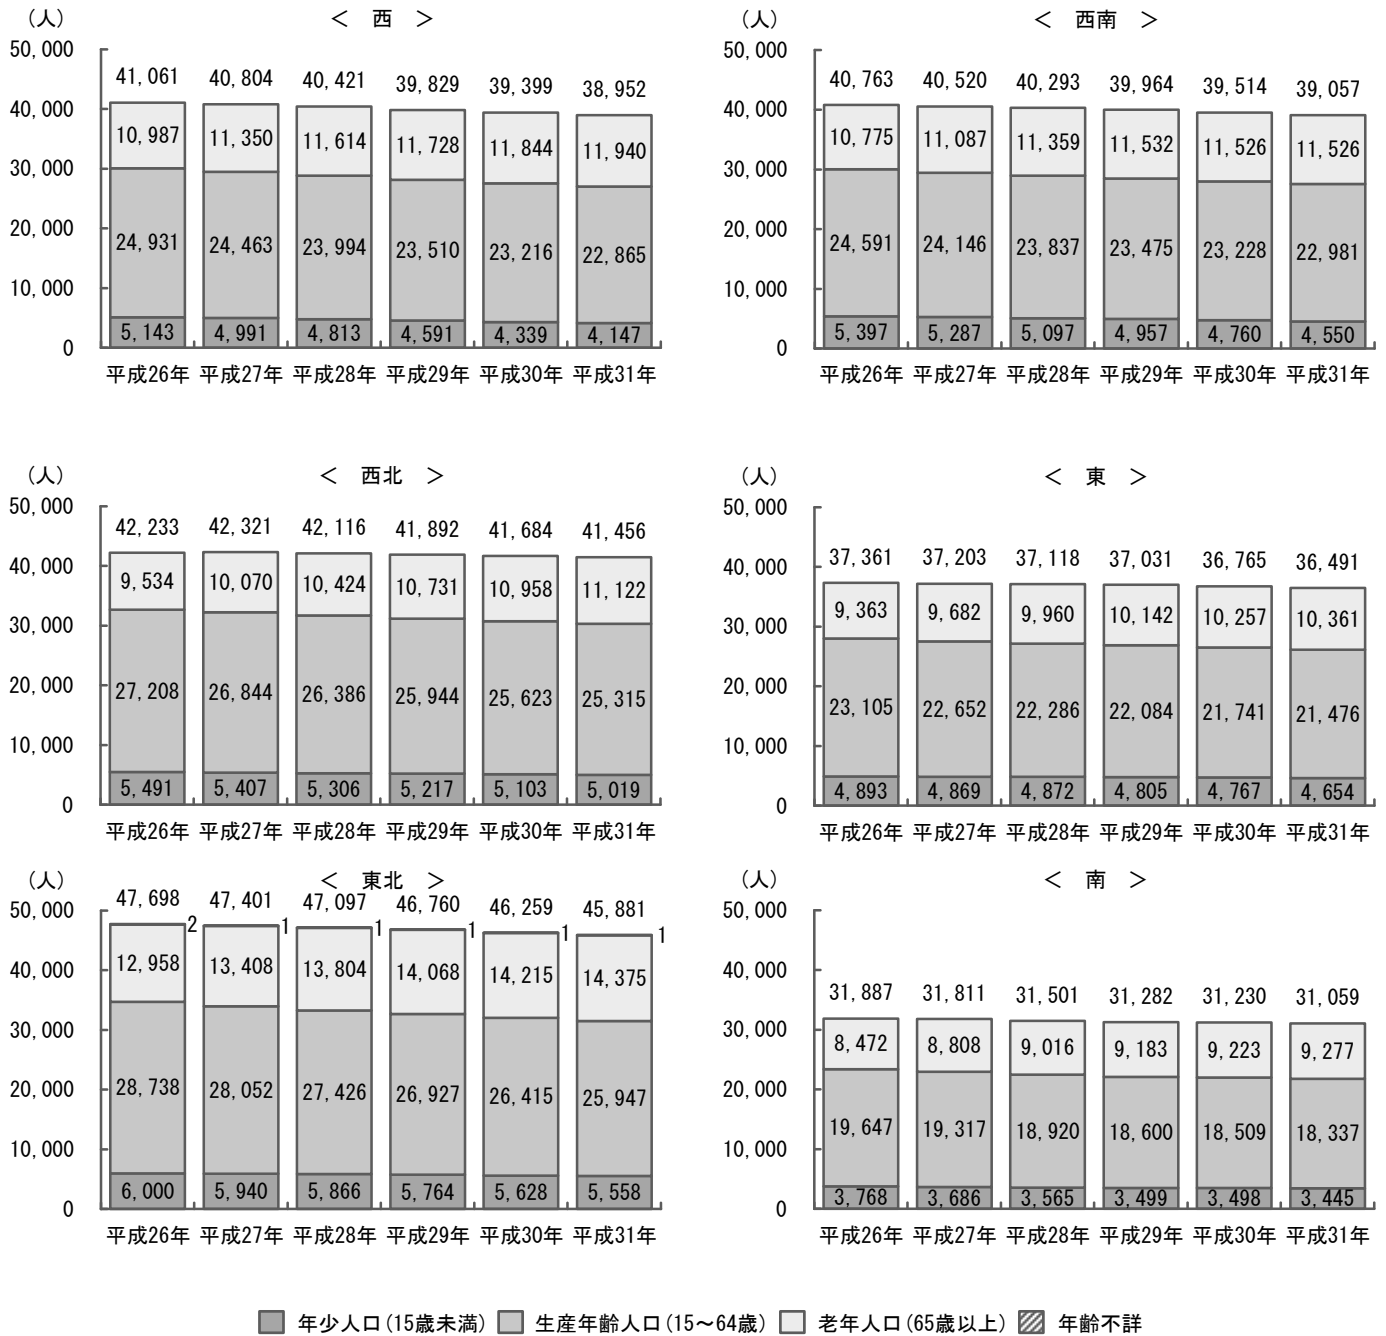 （人）
＜　西　＞
50,000
40,000
30,000
20,000
10,000
0
41,061 40,804 40,421 39,829 39,399 38,952
10,987 11,350 11,614 11,728 11,844 11,940
24,931 24,463 23,994 23,510 23,216 22,865
5,143 4,991 4,813 4,591 4,339 4,147
平成26年 平成27年 平成28年 平成29年 平成30年 平成31年
（人）
＜　西南　＞
50,000
40,000
30,000
20,000
10,000
0
40,763 40,520 40,293 39,964 39,514 39,057
10,775 11,087 11,359 11,532 11,526 11,526
24,591 24,146 23,837 23,475 23,228 22,981
5,397 5,287 5,097 4,957 4,760 4,550
平成26年 平成27年 平成28年 平成29年 平成30年 平成31年
（人）
＜　西北　＞
50,000
40,000
30,000
20,000
10,000
0
42,233 42,321 42,116 41,892 41,684 41,456
9,534 10,070 10,424 10,731 10,958 11,122
27,208 26,844 26,386 25,944 25,623 25,315
5,491 5,407 5,306 5,217 5,103 5,019
平成26年 平成27年 平成28年 平成29年 平成30年 平成31年
（人）
＜　東　＞
50,000
40,000
30,000
20,000
10,000
0
37,361 37,203 37,118 37,031 36,765 36,491
9,363 9,682 9,960 10,142 10,257 10,361
23,105 22,652 22,286 22,084 21,741 21,476
4,893 4,869 4,872 4,805 4,767 4,654
平成26年 平成27年 平成28年 平成29年 平成30年 平成31年
（人）
＜　東北　＞
50,000
40,000
30,000
20,000
10,000
0
47,698 47,401 47,097 46,760 46,259 45,881
2 1 1 1 1 1
12,958 13,408 13,804 14,068 14,215 14,375
28,738 28,052 27,426 26,927 26,415 25,947
6,000 5,940 5,866 5,764 5,628 5,558
平成26年 平成27年 平成28年 平成29年 平成30年 平成31年
（人）
＜　南　＞
50,000
40,000
30,000
20,000
10,000
0
31,887 31,811 31,501 31,282 31,230 31,059
8,472 8,808 9,016 9,183 9,223 9,277
19,647 19,317 18,920 18,600 18,509 18,337
3,768 3,686 3,565 3,499 3,498 3,445
平成26年 平成27年 平成28年 平成29年 平成30年 平成31年
年少人口(15歳未満) 生産年齢人口(15～64歳) 老年人口(65歳以上) 年齢不詳